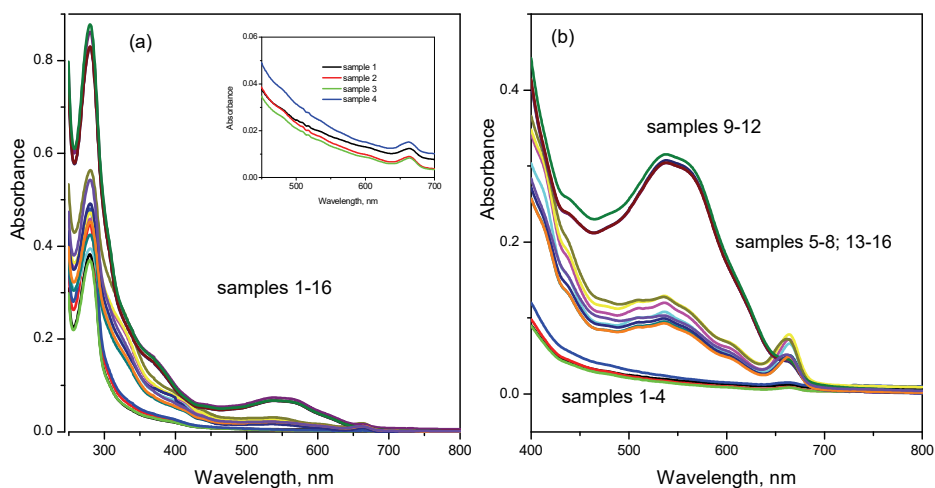 (a)
Absorbance
0.8
0.6
0.4
0.2
0.0
300 400 500 600 700 800
Wavelength, nm
samples 1-16
Absorbance
0.06
0.04
0.02
0.00
500 600 700
Wavelength, nm
sample 1
sample 2
sample 3
sample 4
(b)
Absorbance
0.4
0.2
0.0
400 500 600 700 800
Wavelength, nm
samples 9-12
samples 5-8; 13-16
samples 1-4